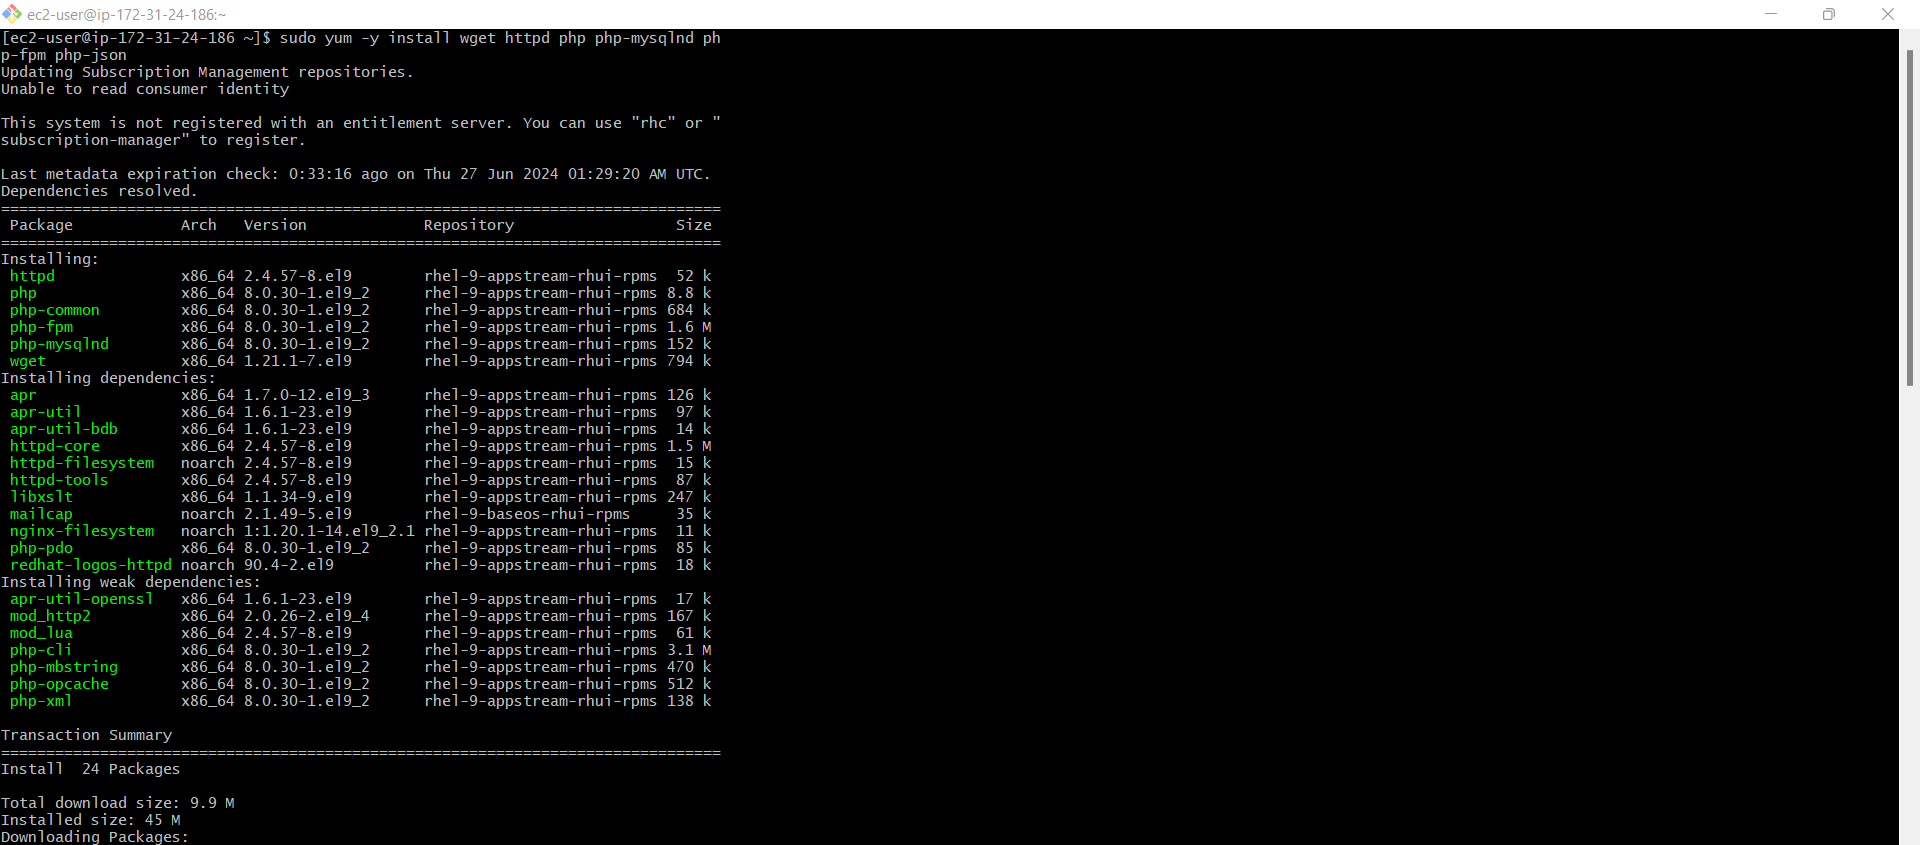 ec2-user@ip-172-31-24-186:~
[ec2-user@ip-172-31-24-186 ~]$ sudo yum -y install wget httpd php php-mysqlnd ph
p-fpm php-json
Updating Subscription Management repositories.
Unable to read consumer identity

This system is not registered with an entitlement server. You can use "rhc" or "
subscription-manager" to register.

Last metadata expiration check: 0:33:16 ago on Thu 27 Jun 2024 01:29:20 AM UTC.
Dependencies resolved.
================================================================================
 Package            Arch   Version             Repository                  Size
================================================================================
Installing:
 httpd              x86_64 2.4.57-8.el9        rhel-9-appstream-rhui-rpms  52 k
 php                x86_64 8.0.30-1.el9_2      rhel-9-appstream-rhui-rpms 8.8 k
 php-common         x86_64 8.0.30-1.el9_2      rhel-9-appstream-rhui-rpms 684 k
 php-fpm            x86_64 8.0.30-1.el9_2      rhel-9-appstream-rhui-rpms 1.6 M
 php-mysqlnd        x86_64 8.0.30-1.el9_2      rhel-9-appstream-rhui-rpms 152 k
 wget               x86_64 1.21.1-7.el9        rhel-9-appstream-rhui-rpms 794 k
Installing dependencies:
 apr                x86_64 1.7.0-12.el9_3      rhel-9-appstream-rhui-rpms 126 k
 apr-util           x86_64 1.6.1-23.el9        rhel-9-appstream-rhui-rpms  97 k
 apr-util-bdb       x86_64 1.6.1-23.el9        rhel-9-appstream-rhui-rpms  14 k
 httpd-core         x86_64 2.4.57-8.el9        rhel-9-appstream-rhui-rpms 1.5 M
 httpd-filesystem   noarch 2.4.57-8.el9        rhel-9-appstream-rhui-rpms  15 k
 httpd-tools        x86_64 2.4.57-8.el9        rhel-9-appstream-rhui-rpms  87 k
 libxslt            x86_64 1.1.34-9.el9        rhel-9-appstream-rhui-rpms 247 k
 mailcap            noarch 2.1.49-5.el9        rhel-9-baseos-rhui-rpms     35 k
 nginx-filesystem   noarch 1:1.20.1-14.el9_2.1 rhel-9-appstream-rhui-rpms  11 k
 php-pdo            x86_64 8.0.30-1.el9_2      rhel-9-appstream-rhui-rpms  85 k
 redhat-logos-httpd noarch 90.4-2.el9          rhel-9-appstream-rhui-rpms  18 k
Installing weak dependencies:
 apr-util-openssl   x86_64 1.6.1-23.el9        rhel-9-appstream-rhui-rpms  17 k
 mod_http2          x86_64 2.0.26-2.el9_4      rhel-9-appstream-rhui-rpms 167 k
 mod_lua            x86_64 2.4.57-8.el9        rhel-9-appstream-rhui-rpms  61 k
 php-cli            x86_64 8.0.30-1.el9_2      rhel-9-appstream-rhui-rpms 3.1 M
 php-mbstring       x86_64 8.0.30-1.el9_2      rhel-9-appstream-rhui-rpms 470 k
 php-opcache        x86_64 8.0.30-1.el9_2      rhel-9-appstream-rhui-rpms 512 k
 php-xml            x86_64 8.0.30-1.el9_2      rhel-9-appstream-rhui-rpms 138 k

Transaction Summary
================================================================================
Install  24 Packages

Total download size: 9.9 M
Installed size: 45 M
Downloading Packages: